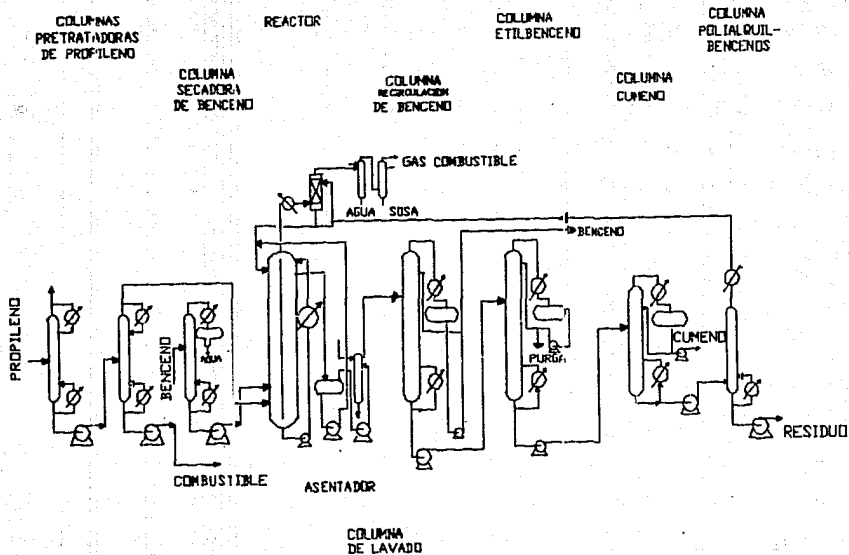 COLUMNAS
PRETRATADORAS
DE PROPILENO
REACTOR
COLUMNA
ETILBENCENO
COLUMNA
POLIALQUIL-
BENCENOS
COLUMNA
SECADORA
DE BENCENO
COLUMNA
RECIRCULACION
DE BENCENO
COLUMNA
CUMENO
GAS COMBUSTIBLE
AGUA SOSA
BENCENO
PROPILENO
BENCENO
AGUA
PURGA
CUMENO
RESIDUO
COMBUSTIBLE
ASENTADOR
COLUMNA
DE LAVADO